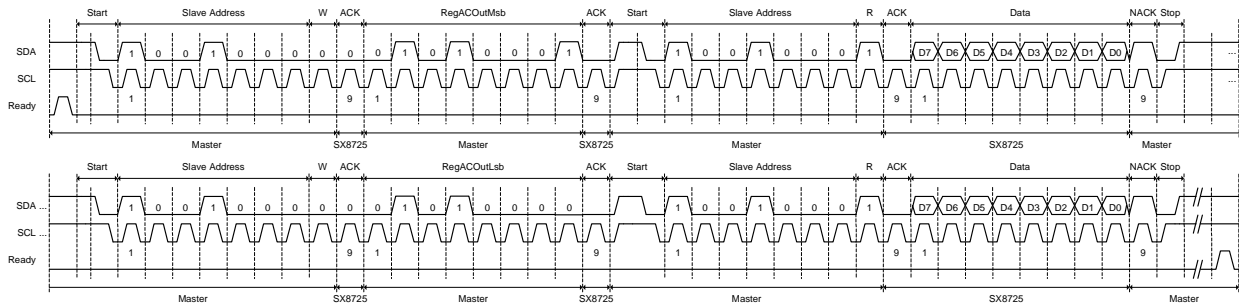 Start Slave Address W ACK RegACOutMsb ACK Start Slave Address R ACK Data NACK Stop
SDA 1 0 0 1 0 0 0 0 0 0 1 0 1 0 0 0 1 1 0 0 1 0 0 0 1 D7 D6 D5 D4 D3 D2 D1 D0 ...
SCL ...
1 9 1 9 1 9 1 9
Ready
Master SX8725 Master SX8725 Master SX8725 Master
Start Slave Address W ACK RegACOutLsb ACK Start Slave Address R ACK Data NACK Stop
SDA ... 1 0 0 1 0 0 0 0 0 0 1 0 1 0 0 0 0 1 0 0 1 0 0 0 1 D7 D6 D5 D4 D3 D2 D1 D0
SCL ...
1 9 1 9 1 9 1 9
Ready
Master SX8725 Master SX8725 Master SX8725 Master